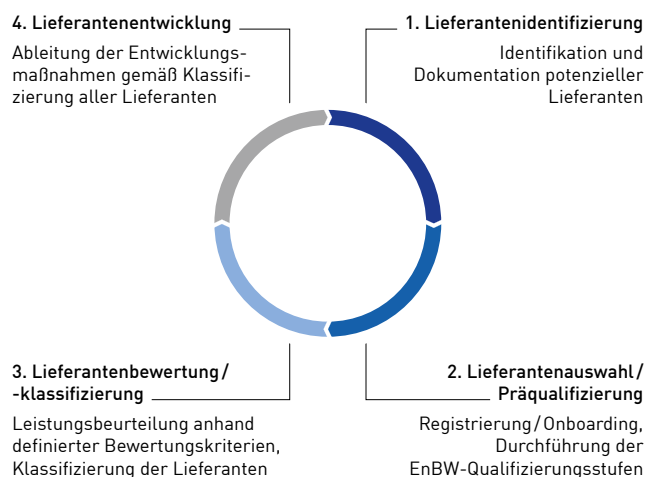 4. Lieferantenentwicklung
Ableitung der Entwicklungs-
maßnahmen gemäß Klassifi-
zierung aller Lieferanten
1. Lieferantenidentifizierung
Identifikation und
Dokumentation potenzieller
Lieferanten
3. Lieferantenbewertung/
-klassifizierung
Leistungsbeurteilung anhand
definierter Bewertungskriterien,
Klassifizierung der Lieferanten
2. Lieferantenauswahl/
Präqualifizierung
Registrierung/Onboarding,
Durchführung der
EnBW-Qualifizierungsstufen